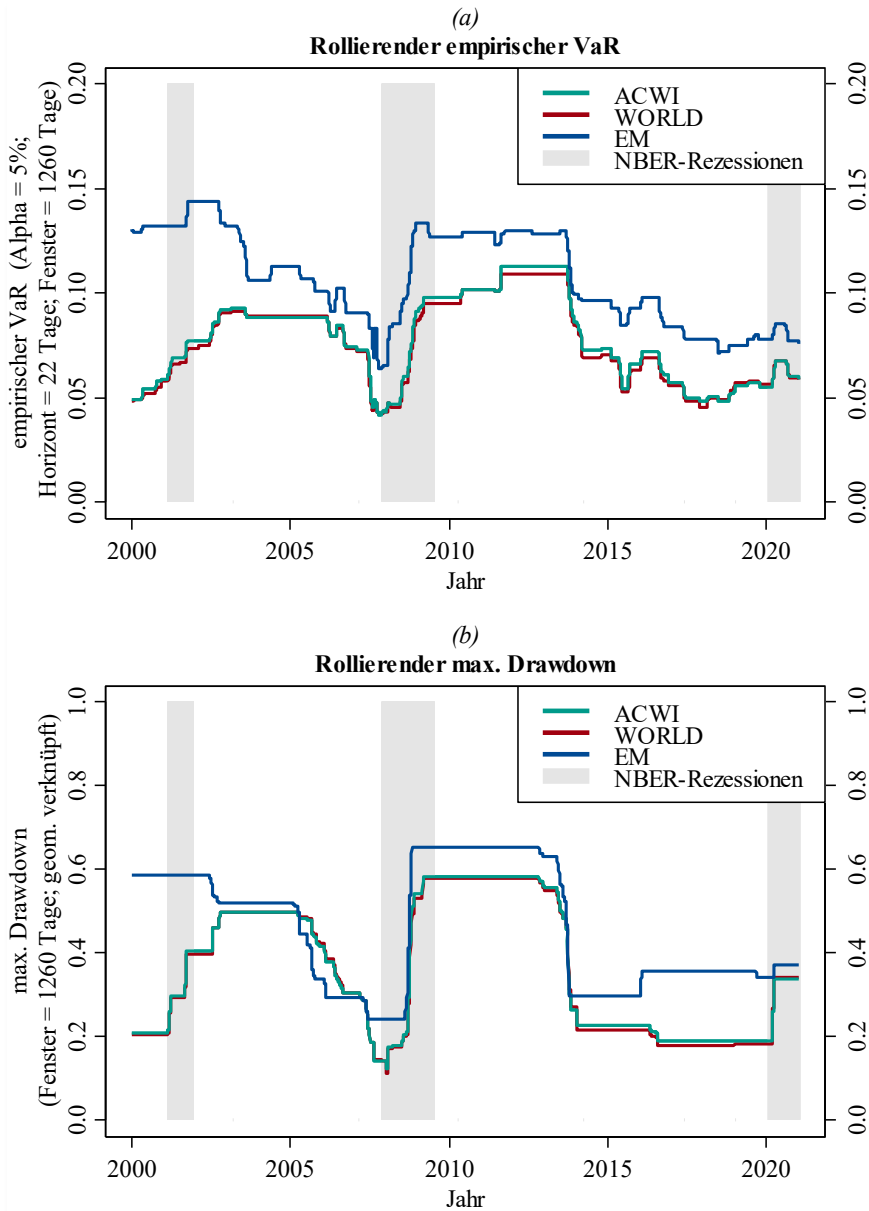 (a)
Rollierender empirischer VaR
empirischer VaR (Alpha = 5%;
Horizont = 22 Tage; Fenster = 1260 Tage)
0.20
0.15
0.10
0.05
0.00
ACWI
WORLD
EM
NBER-Rezessionen
0.20
0.15
0.10
0.05
0.00
2000 2005 2010 2015 2020
Jahr
(b)
Rollierender max. Drawdown
max. Drawdown
(Fenster = 1260 Tage; geom. verknüpft)
1.0
0.8
0.6
0.4
0.2
0.0
ACWI
WORLD
EM
NBER-Rezessionen
1.0
0.8
0.6
0.4
0.2
0.0
2000 2005 2010 2015 2020
Jahr